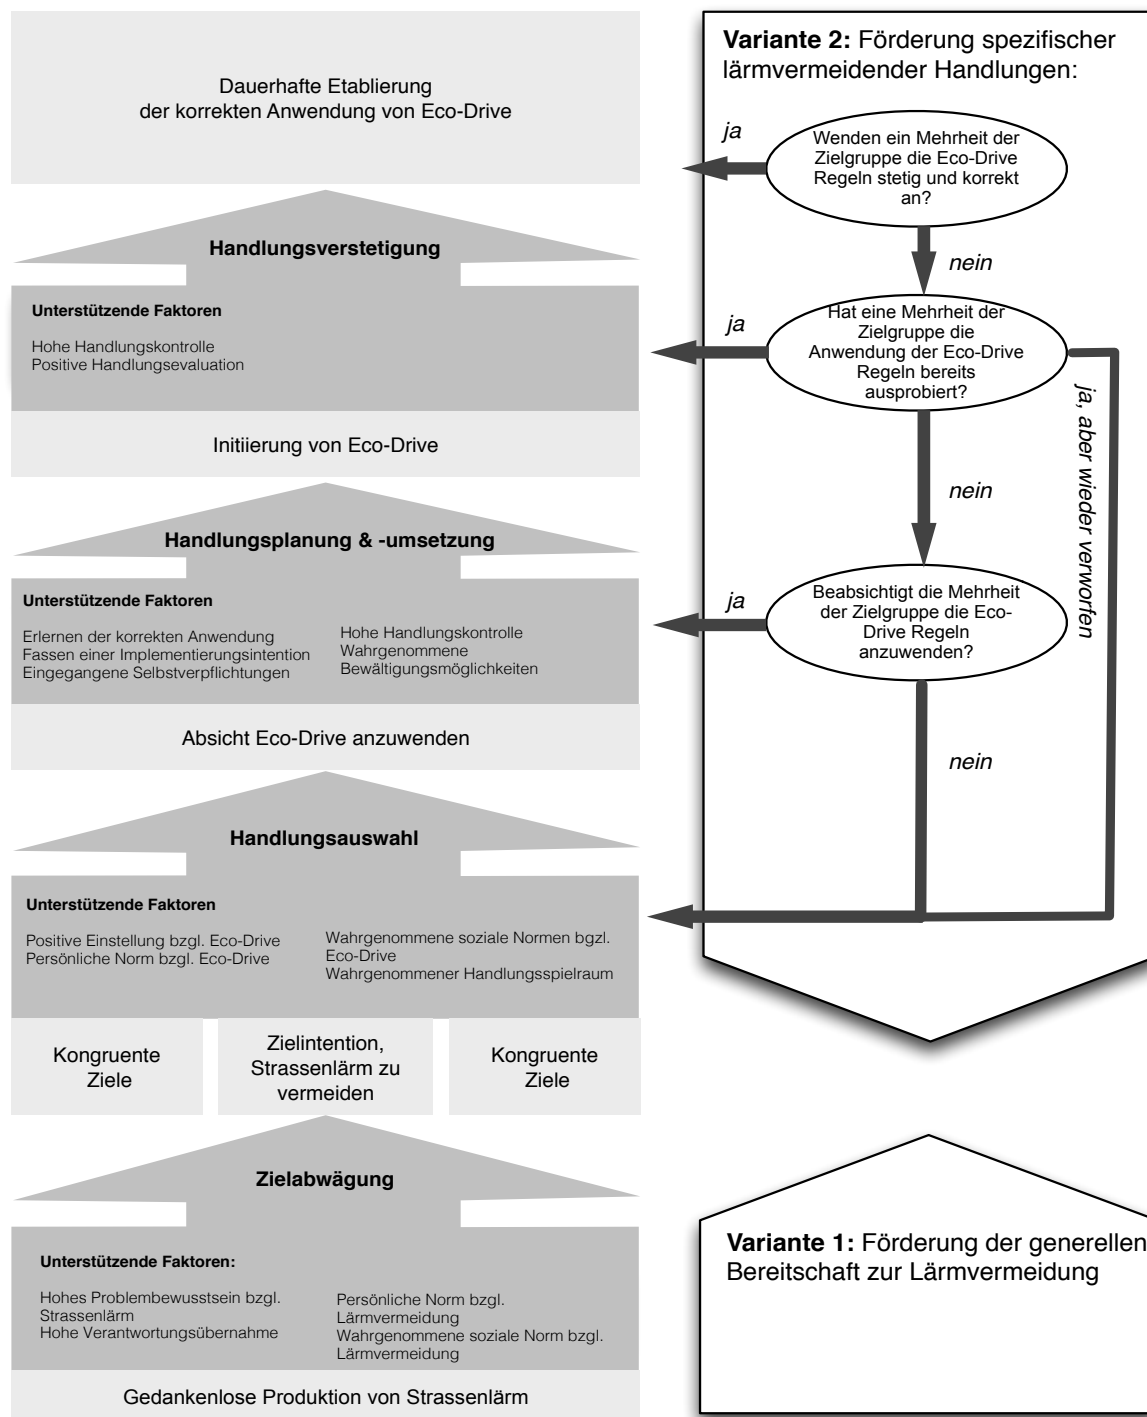 Dauerhafte Etablierung
der korrekten Anwendung von Eco-Drive
Handlungsverstetigung
Unterstützende Faktoren
Hohe Handlungskontrolle
Positive Handlungsevaluation
Initiierung von Eco-Drive
Handlungsplanung & -umsetzung
Unterstützende Faktoren
Erlernen der korrekten Anwendung
Fassen einer Implementierungsintention
Eingegangene Selbstverpflichtungen
Hohe Handlungskontrolle
Wahrgenommene
Bewältigungsmöglichkeiten
Absicht Eco-Drive anzuwenden
Handlungsauswahl
Unterstützende Faktoren
Positive Einstellung bzgl. Eco-Drive
Persönliche Norm bzgl. Eco-Drive
Wahrgenommene soziale Normen bgzl.
Eco-Drive
Wahrgenommener Handlungsspielraum
Kongruente
Ziele
Zielintention,
Strassenlärm zu
vermeiden
Kongruente
Ziele
Zielabwägung
Unterstützende Faktoren:
Hohes Problembewusstsein bzgl.
Strassenlärm
Hohe Verantwortungsübernahme
Persönliche Norm bzgl.
Lärmvermeidung
Wahrgenommene soziale Norm bzgl.
Lärmvermeidung
Gedankenlose Produktion von Strassenlärm
Variante 2: Förderung spezifischer
lärmvermeidender Handlungen:
ja
Wenden ein Mehrheit der
Zielgruppe die Eco-Drive
Regeln stetig und korrekt
an?
nein
ja
Hat eine Mehrheit der
Zielgruppe die
Anwendung der Eco-Drive
Regeln bereits
ausprobiert?
ja, aber wieder verworfen
nein
ja
Beabsichtigt die Mehrheit
der Zielgruppe die Eco-
Drive Regeln
anzuwenden?
nein
Variante 1: Förderung der generellen
Bereitschaft zur Lärmvermeidung